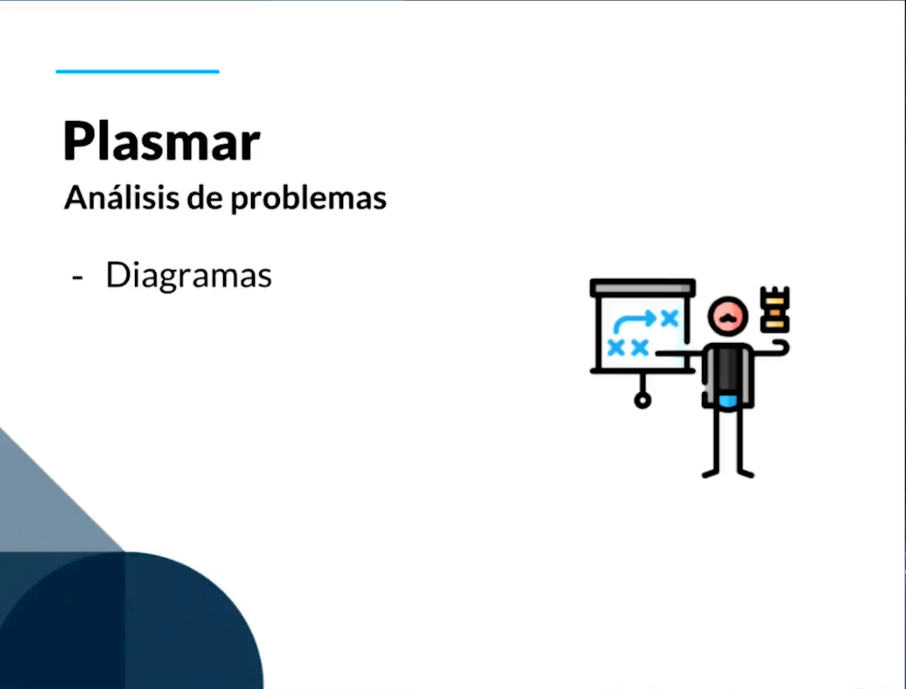 Plasmar
Análisis de problemas
- Diagramas